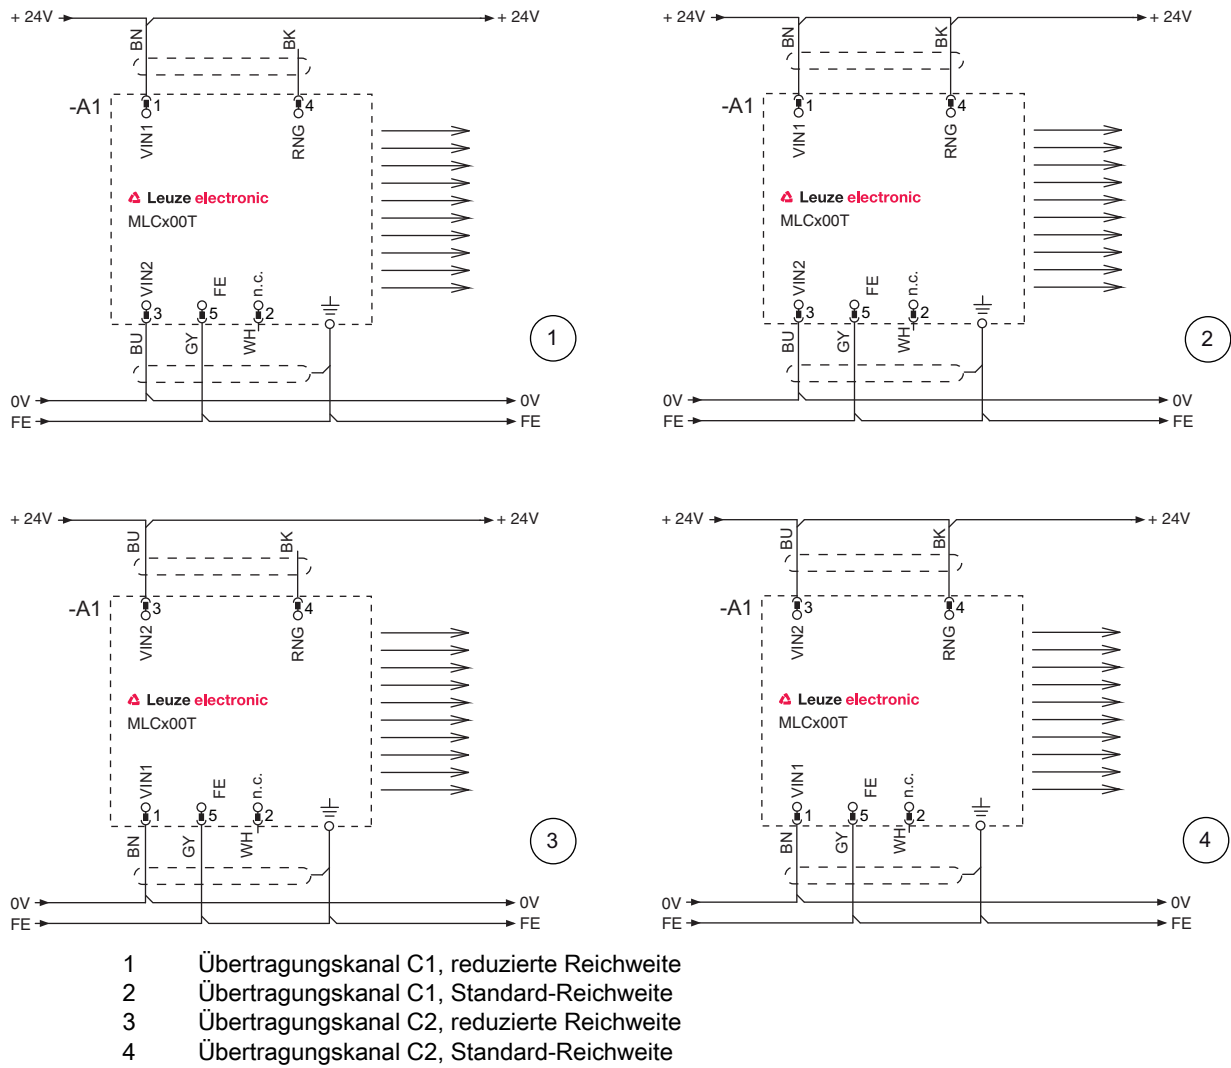 + 24V
+ 24V
BN
BK
-A1
1
4
VIN1
RNG
Leuze electronic
MLCx00T
VIN2
FE
n.c.
3
5
2
BU
GY
WH
1
0V
0V
FE
FE
+ 24V
+ 24V
BN
BK
-A1
1
4
VIN1
RNG
Leuze electronic
MLCx00T
VIN2
FE
n.c.
3
5
2
BU
GY
WH
2
0V
0V
FE
FE
+ 24V
+ 24V
BU
BK
-A1
3
4
VIN2
RNG
Leuze electronic
MLCx00T
VIN1
FE
n.c.
1
5
2
BN
GY
WH
3
0V
0V
FE
FE
+ 24V
+ 24V
BU
BK
-A1
3
4
VIN2
RNG
Leuze electronic
MLCx00T
VIN1
FE
n.c.
1
5
2
BN
GY
WH
4
0V
0V
FE
FE
1 Übertragungskanal C1, reduzierte Reichweite
2 Übertragungskanal C1, Standard-Reichweite
3 Übertragungskanal C2, reduzierte Reichweite
4 Übertragungskanal C2, Standard-Reichweite